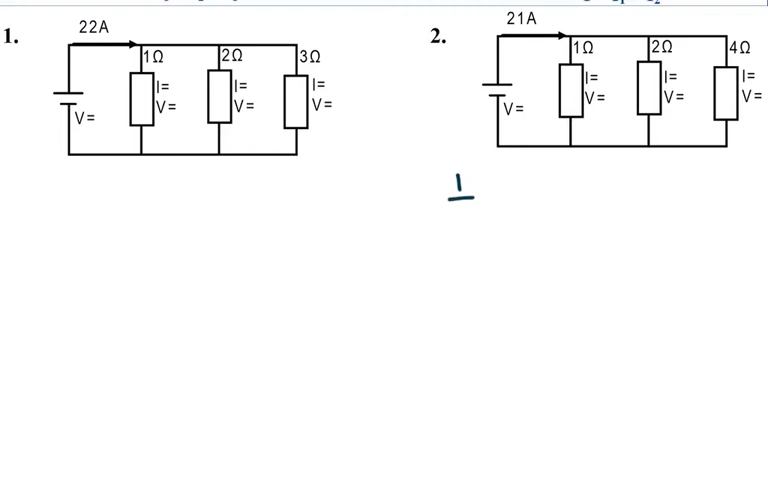 1.
22A
1Ω
2Ω
3Ω
I=
I=
I=
V=
V=
V=
V=
2.
21A
1Ω
2Ω
4Ω
I=
I=
I=
V=
V=
V=
V=
1